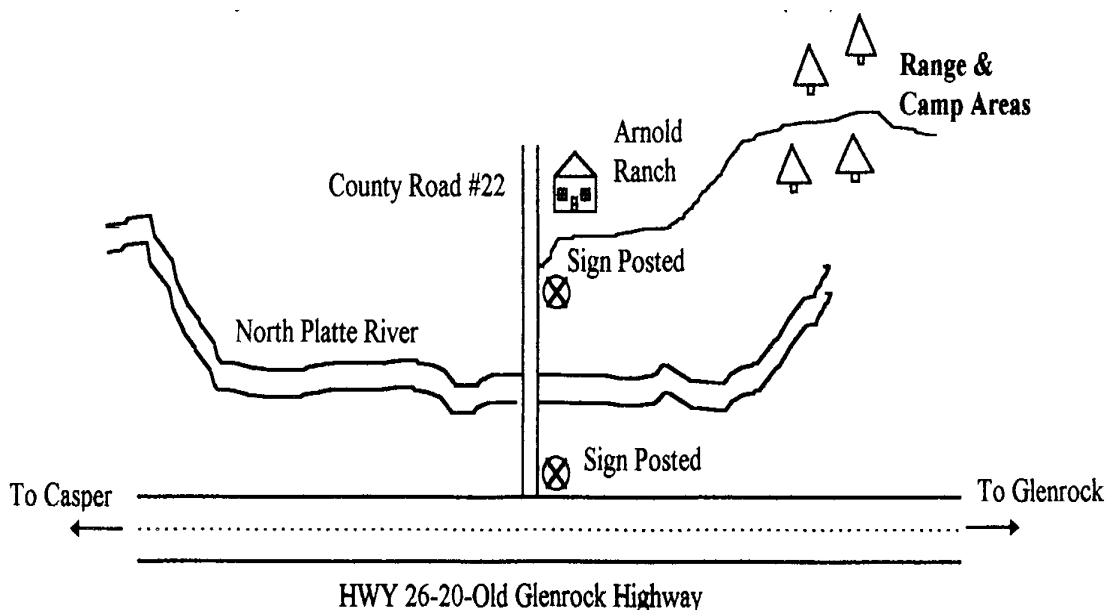 Range &
Camp Areas
Arnold
Ranch
County Road #22
Sign Posted
North Platte River
Sign Posted
To Casper
To Glenrock
HWY 26-20-Old Glenrock Highway